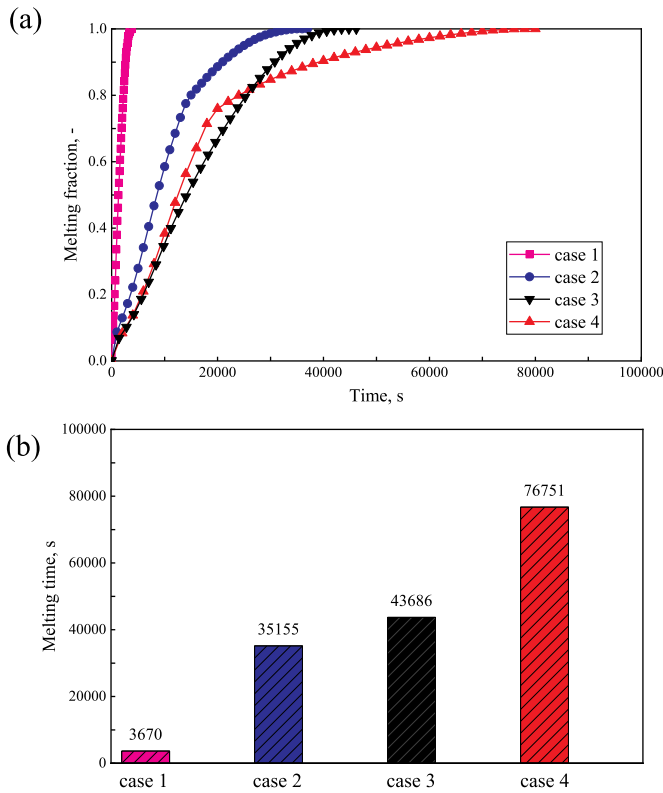 (a)
1.0
0.8
0.6
0.4
0.2
0.0
Melting fraction, -
case 1
case 2
case 3
case 4
0
20000
40000
60000
80000
100000
Time, s
(b)
100000
80000
60000
40000
20000
0
Melting time, s
3670
35155
43686
76751
case 1
case 2
case 3
case 4